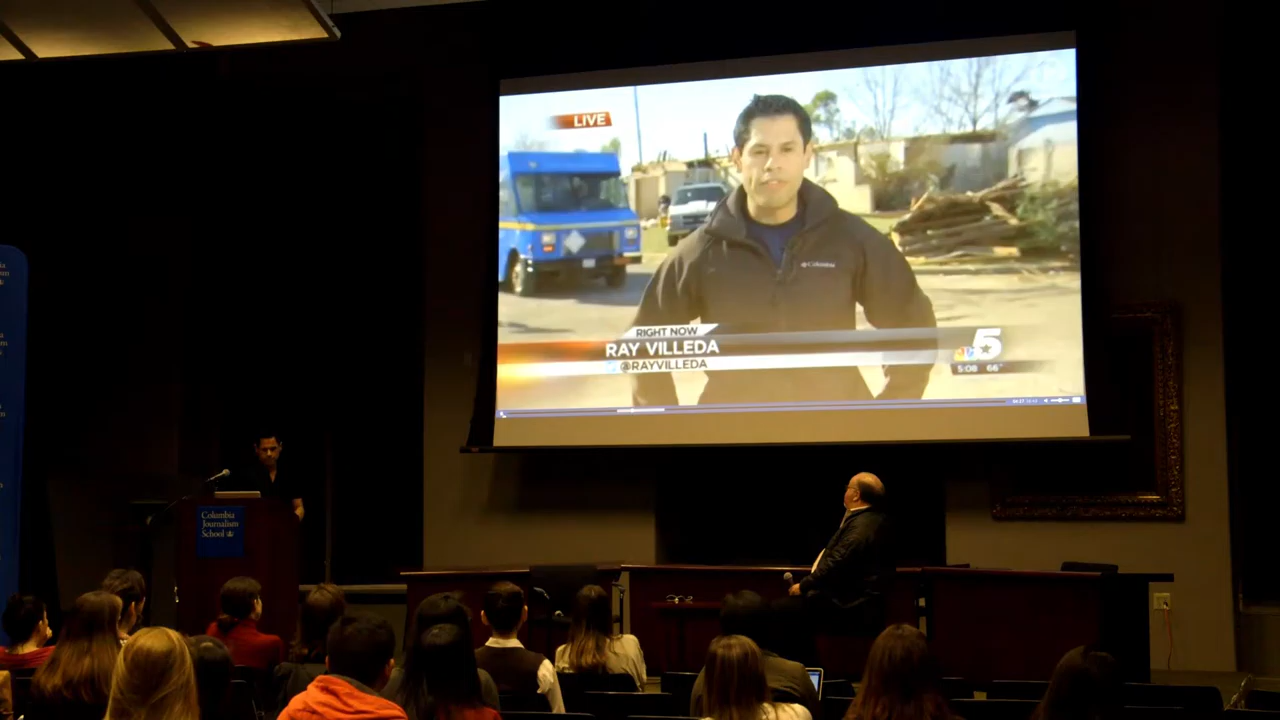 LIVE
Columbia
RIGHT NOW
RAY VILLEDA
@RAYVILLEDA
5
5:08 66°
Columbia
Journalism
School